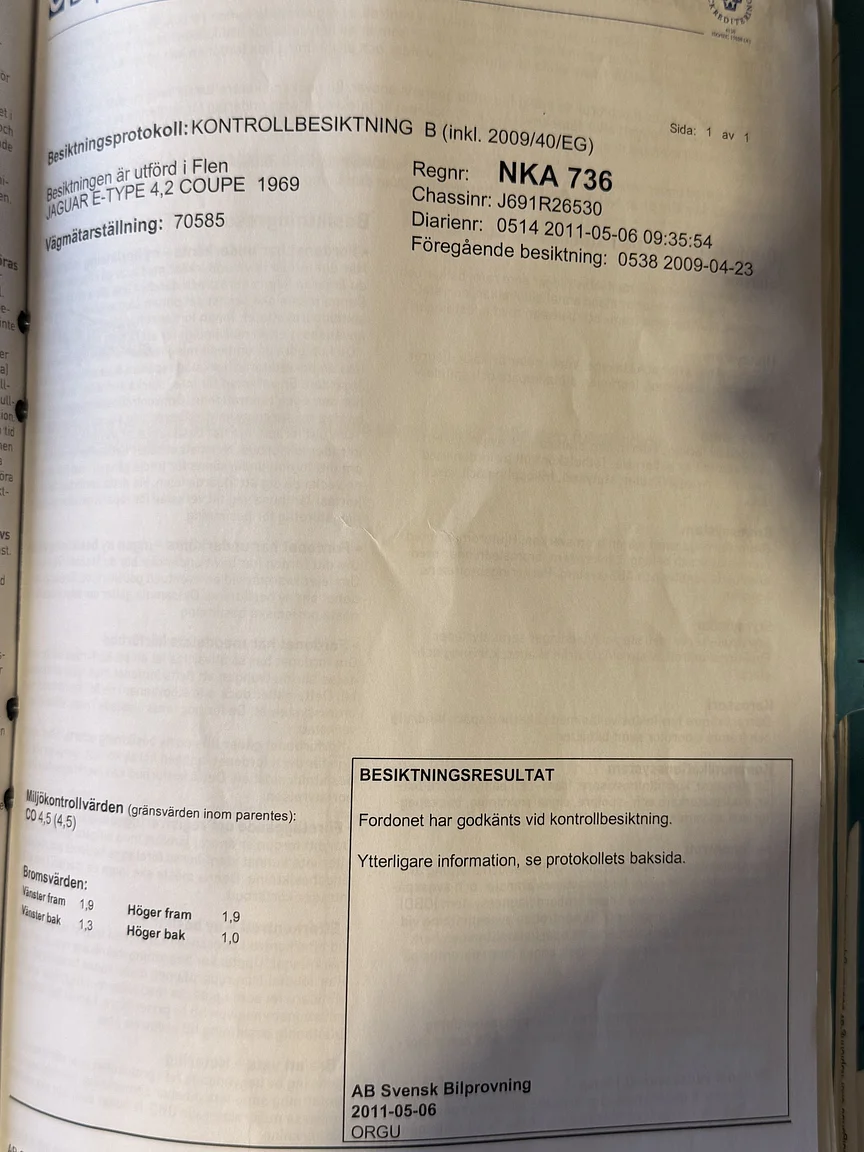 Besiktningsprotokoll: KONTROLLBESIKTNING B (inkl. 2009/40/EG)
Sida: 1 av 1
Besiktningen är utförd i Flen
JAGUAR E-TYPE 4,2 COUPE 1969
Vägmätarställning: 70585
Regnr: NKA 736
Chassinr: J691R26530
Diarienr: 0514 2011-05-06 09:35:54
Föregående besiktning: 0538 2009-04-23
Miljökontrollvärden (gränsvärden inom parentes):
CO 4,5 (4,5)
Bromsvärden:
Vänster fram 1,9 Höger fram 1,9
Vänster bak 1,3 Höger bak 1,0
BESIKTNINGSRESULTAT
Fordonet har godkänts vid kontrollbesiktning.
Ytterligare information, se protokollets baksida.
AB Svensk Bilprovning
2011-05-06
ORGU